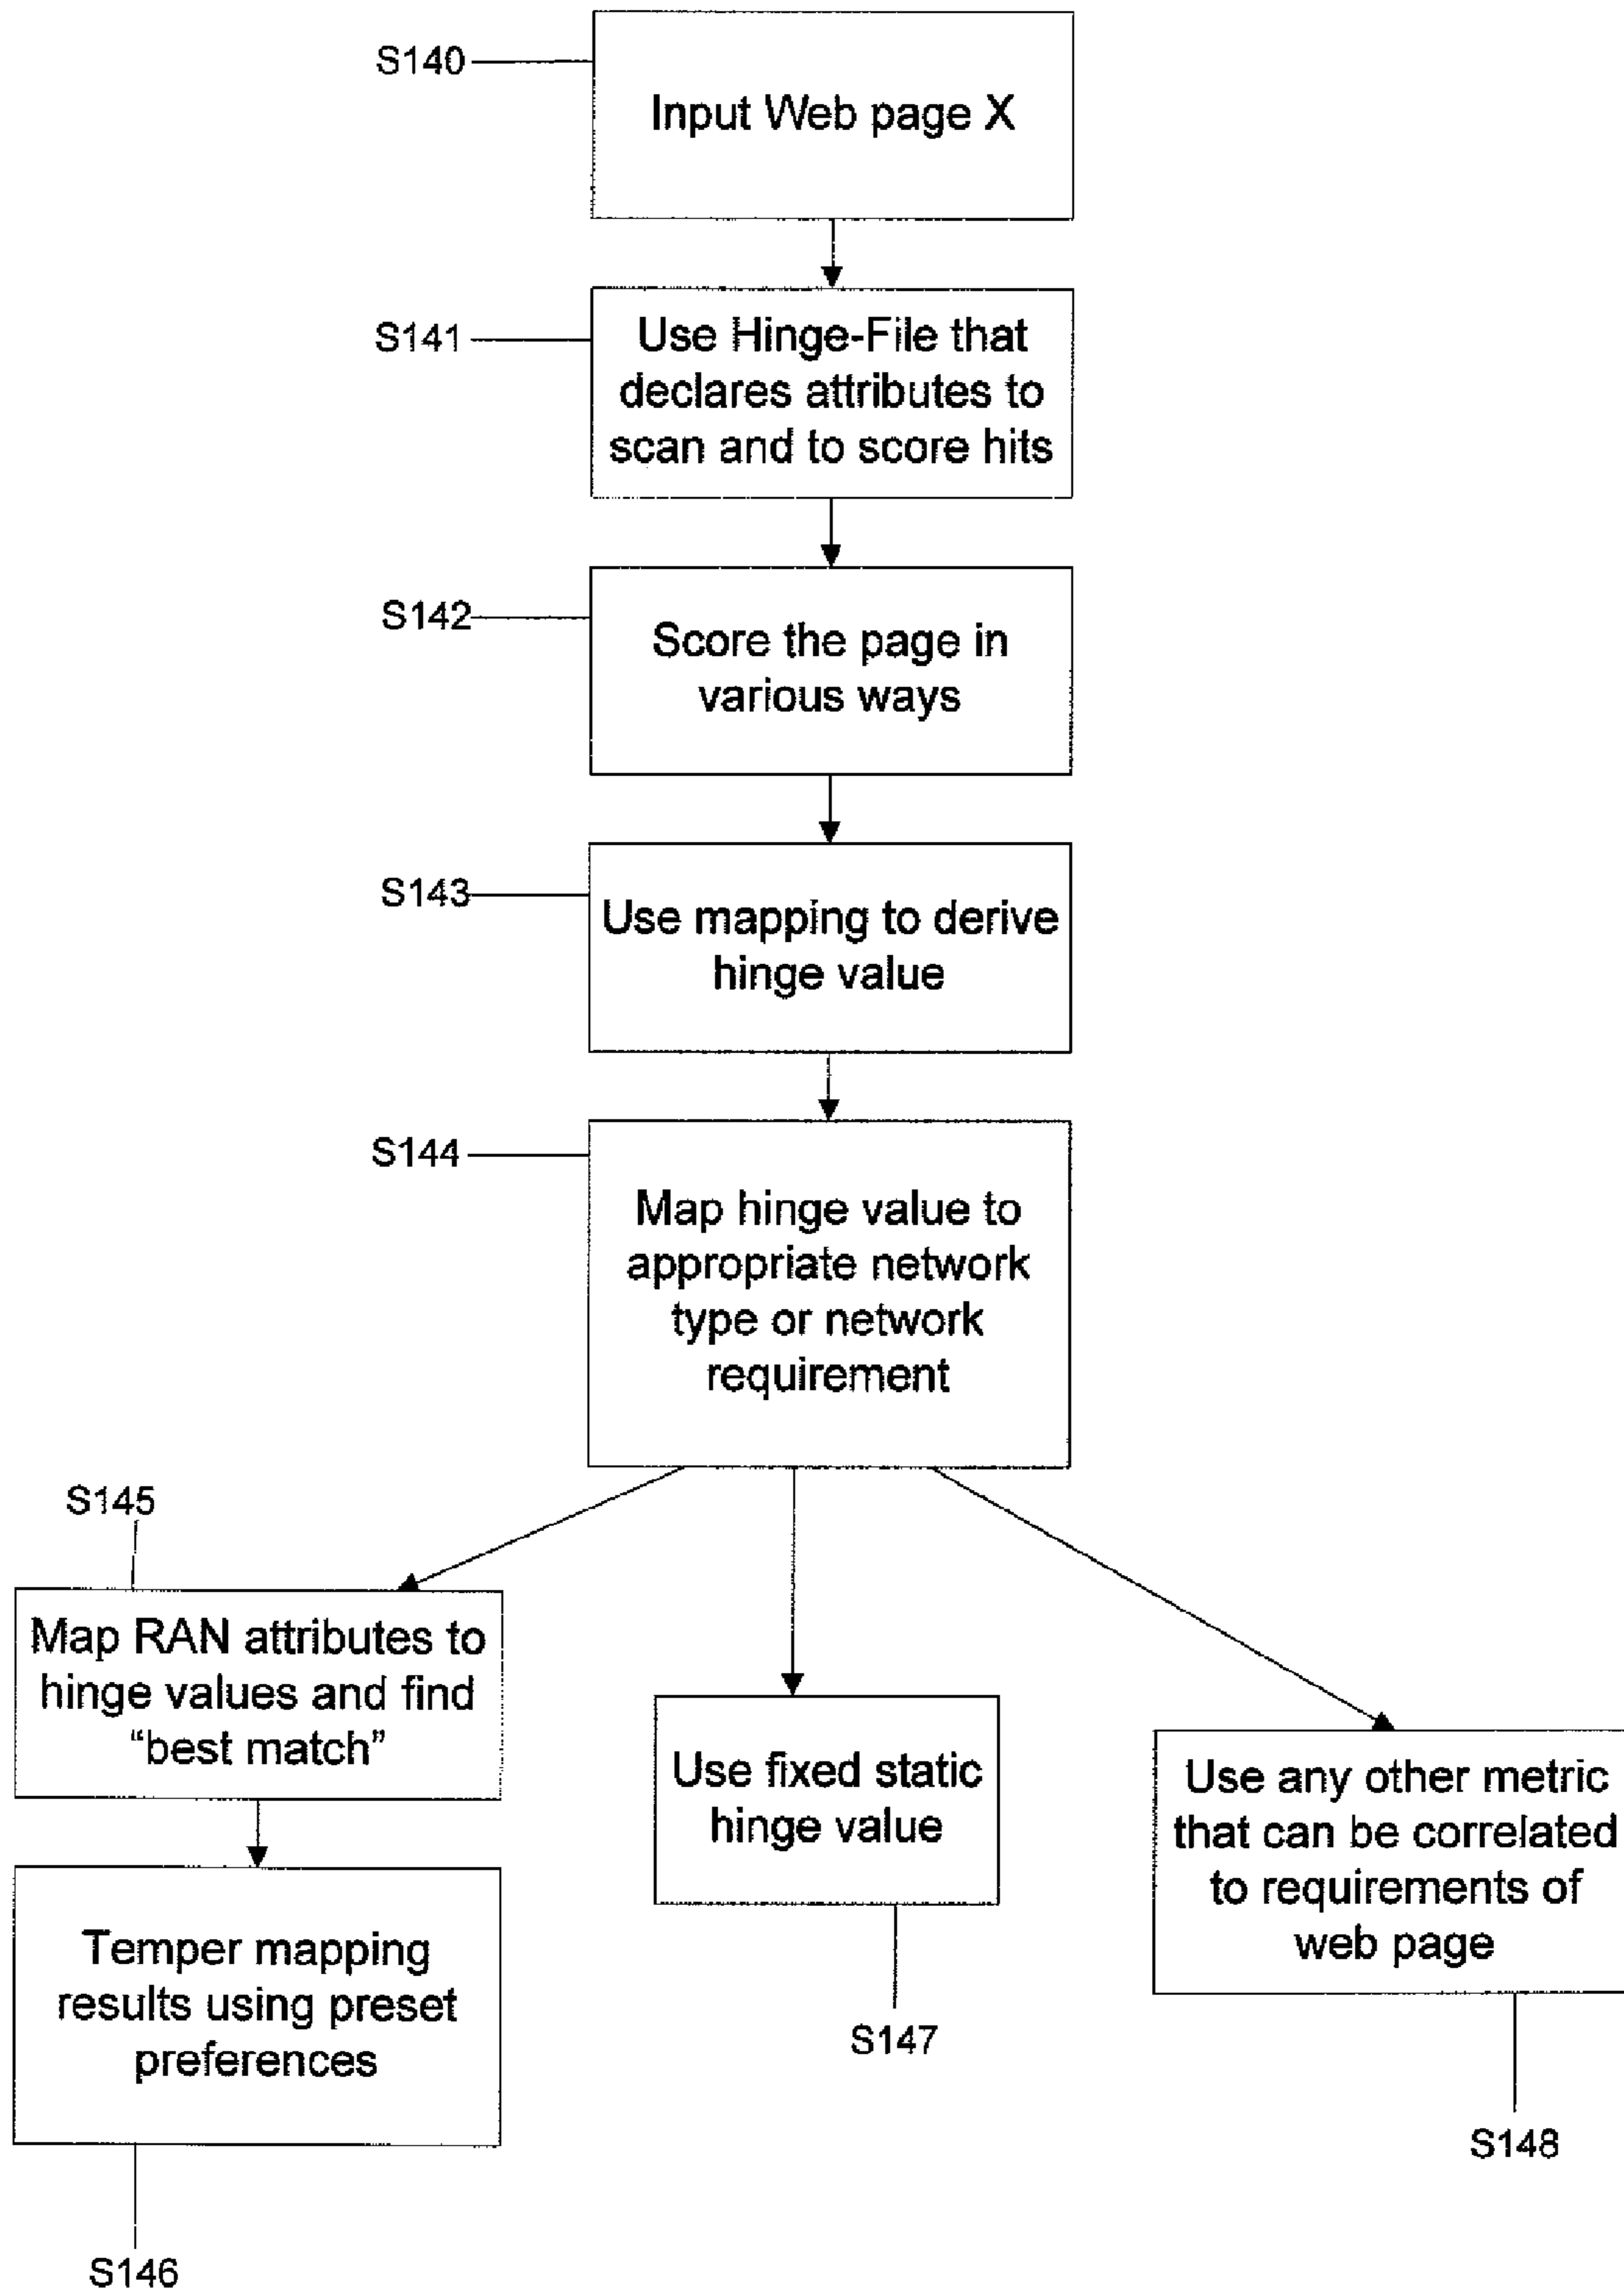 S140
Input Web page X
S141
Use Hinge-File that
declares attributes to
scan and to score hits
S142
Score the page in
various ways
S143
Use mapping to derive
hinge value
S144
Map hinge value to
appropriate network
type or network
requirement
S145
Map RAN attributes to
hinge values and find
“best match”
Temper mapping
results using preset
preferences
S146
Use fixed static
hinge value
S147
Use any other metric
that can be correlated
to requirements of
web page
S148